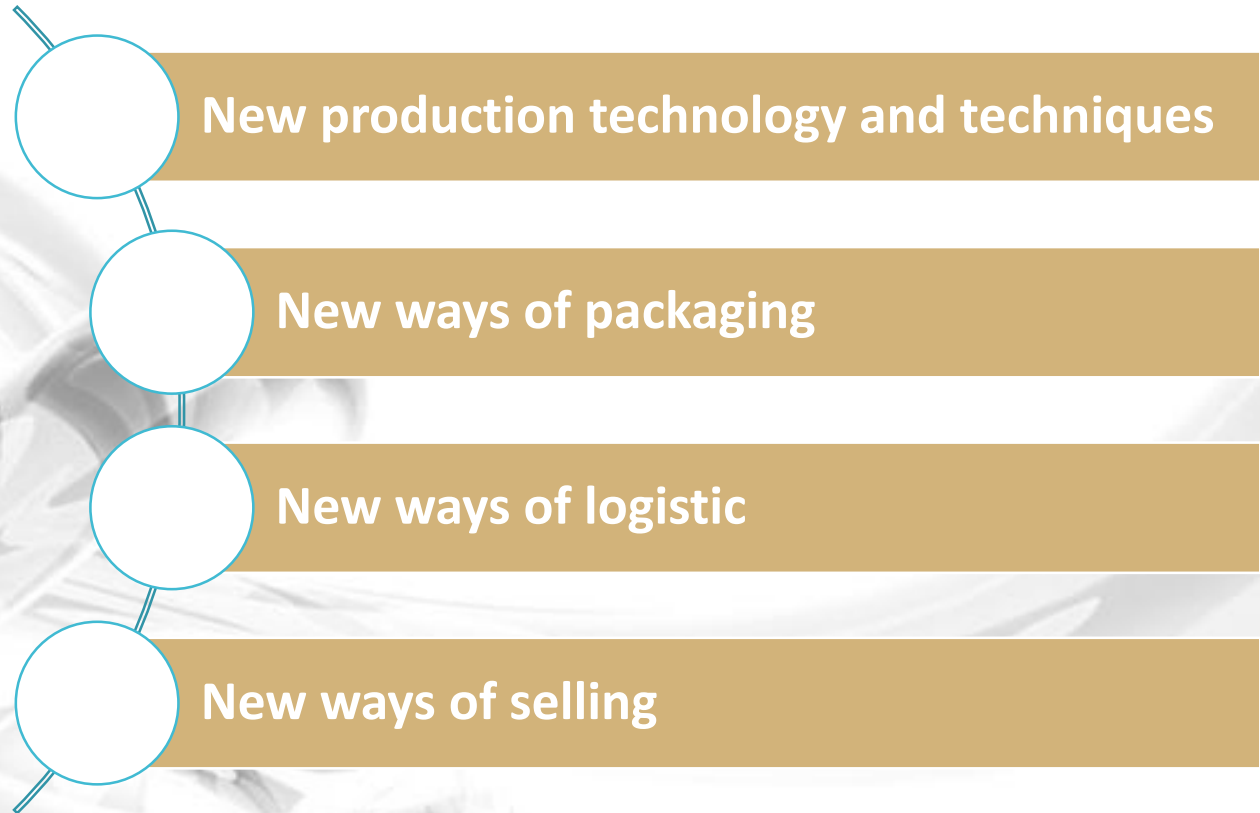 New production technology and techniques
New ways of packaging
New ways of logistic
New ways of selling